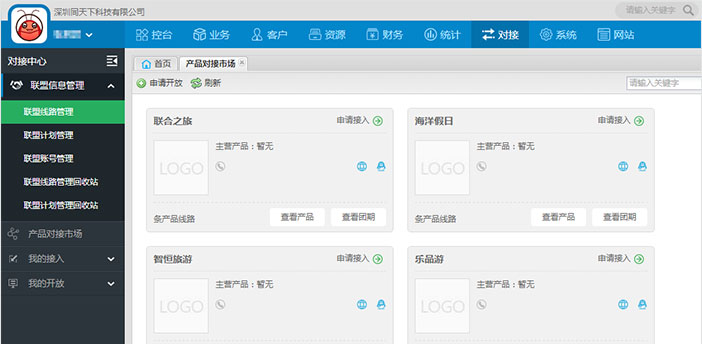 深圳同天下科技有限公司
请输入关键字
控台 业务 客户 资源 财务 统计 对接 系统 网站
对接中心
首页 产品对接市场
联盟信息管理
申请开放 刷新
请输入关键字
联盟线路管理
联盟计划管理
联盟账号管理
联盟线路管理回收站
联盟计划管理回收站
产品对接市场
我的接入
我的开放
联合之旅 申请接入
LOGO
主营产品：暂无
条产品线路 查看产品 查看团期
海洋假日 申请接入
LOGO
主营产品：暂无
条产品线路 查看产品 查看团期
智恒旅游 申请接入
LOGO
主营产品：暂无
乐品游 申请接入
LOGO
主营产品：暂无